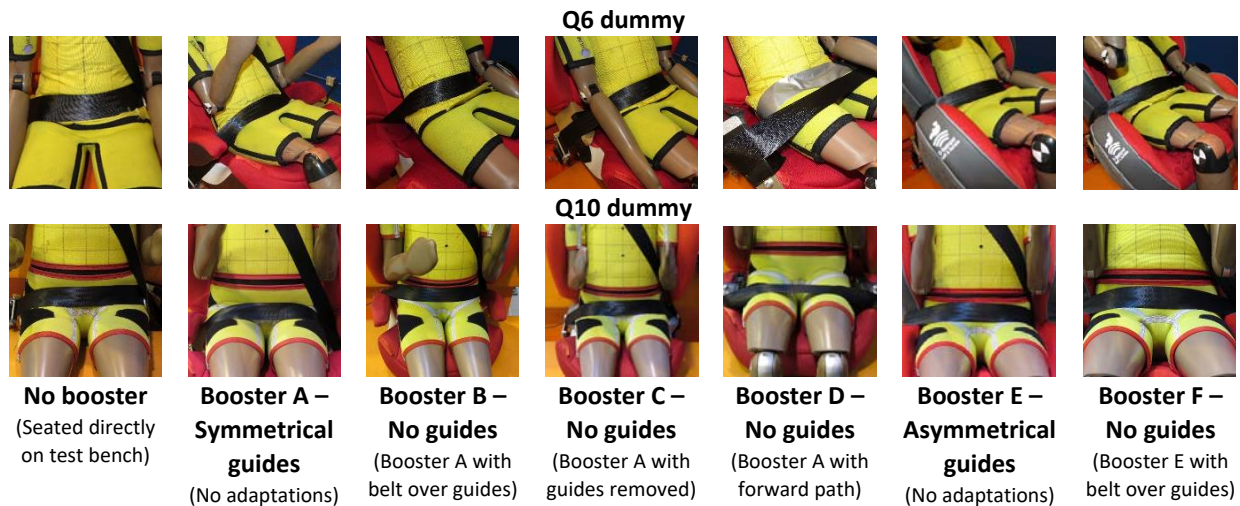 Q6 dummy
Q10 dummy
No booster
(Seated directly
on test bench)
Booster A –
Symmetrical
guides
(No adaptations)
Booster B –
No guides
(Booster A with
belt over guides)
Booster C –
No guides
(Booster A with
guides removed)
Booster D –
No guides
(Booster A with
forward path)
Booster E –
Asymmetrical
guides
(No adaptations)
Booster F –
No guides
(Booster E with
belt over guides)